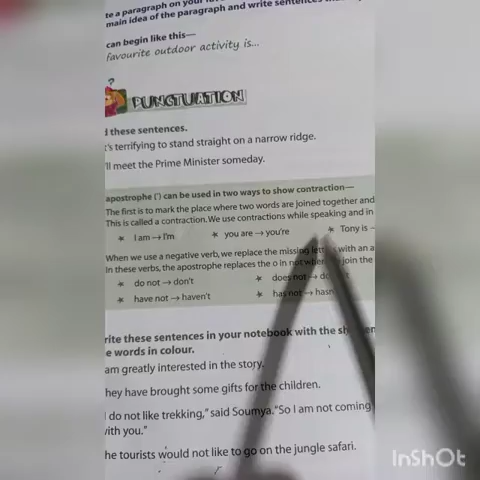 te a paragraph on your
main idea of the paragraph and write sentences
can begin like this—
favourite outdoor activity is...
PUNCTUATION
these sentences.
's terrifying to stand straight on a narrow ridge.
'll meet the Prime Minister someday.
apostrophe (') can be used in two ways to show contraction—
The first is to mark the place where two words are joined together and
This is called a contraction. We use contractions while speaking and in
* I am → I'm * you are → you're * Tony is
When we use a negative verb, we replace the missing with an a
In these verbs, the apostrophe replaces the o in not join the
* do not → don't * does not →
* have not → haven't * has not → hasn
rite these sentences in your notebook with the
e words in colour.
am greatly interested in the story.
hey have brought some gifts for the children.
I do not like trekking," said Soumya. "So I am not coming
with you."
he tourists would not like to go on the jungle safari.
InShOt